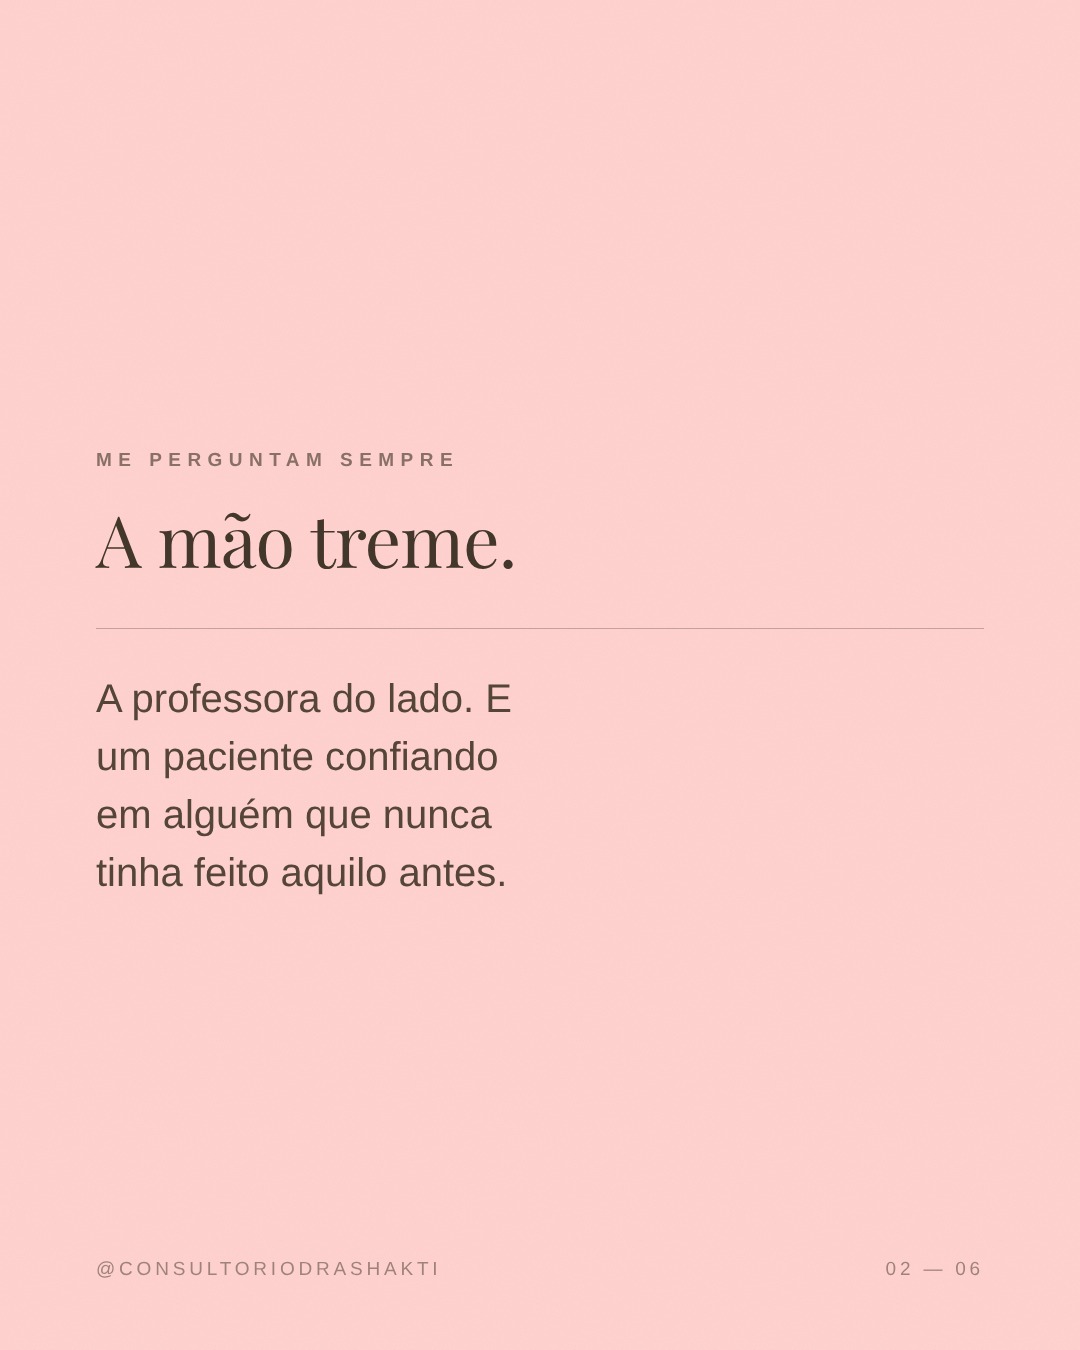 ME PERGUNTAM SEMPRE
A mão treme.
A professora do lado. E
um paciente confiando
em alguém que nunca
tinha feito aquilo antes.
@CONSULTORIODRASHAKTI
02 — 06